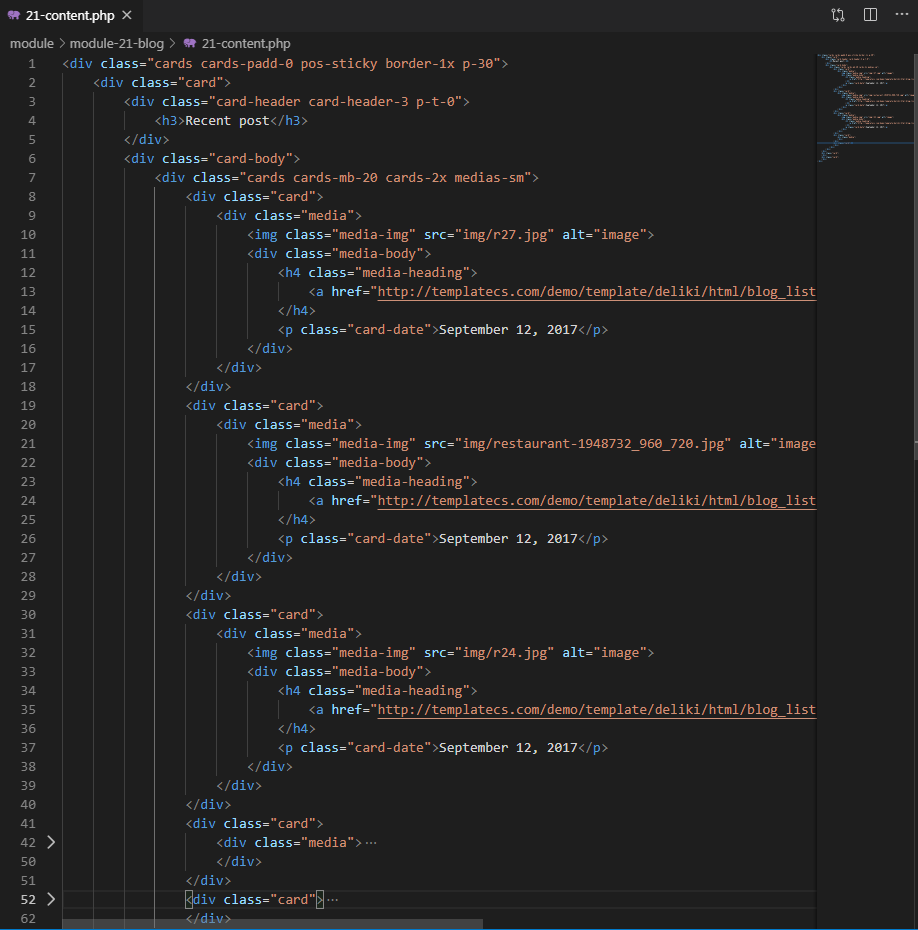 21-content.php
module > module-21-blog > 21-content.php
1 <div class="cards cards-padd-0 pos-sticky border-1x p-30">
2 <div class="card">
3 <div class="card-header card-header-3 p-t-0">
4 <h3>Recent post</h3>
5 </div>
6 <div class="card-body">
7 <div class="cards cards-mb-20 cards-2x medias-sm">
8 <div class="card">
9 <div class="media">
10 <img class="media-img" src="img/r27.jpg" alt="image">
11 <div class="media-body">
12 <h4 class="media-heading">
13 <a href="http://templatecs.com/demo/template/deliki/html/blog_list
14 </h4>
15 <p class="card-date">September 12, 2017</p>
16 </div>
17 </div>
18 </div>
19 <div class="card">
20 <div class="media">
21 <img class="media-img" src="img/restaurant-1948732_960_720.jpg" alt="image
22 <div class="media-body">
23 <h4 class="media-heading">
24 <a href="http://templatecs.com/demo/template/deliki/html/blog_list
25 </h4>
26 <p class="card-date">September 12, 2017</p>
27 </div>
28 </div>
29 </div>
30 <div class="card">
31 <div class="media">
32 <img class="media-img" src="img/r24.jpg" alt="image">
33 <div class="media-body">
34 <h4 class="media-heading">
35 <a href="http://templatecs.com/demo/template/deliki/html/blog_list
36 </h4>
37 <p class="card-date">September 12, 2017</p>
38 </div>
39 </div>
40 </div>
41 <div class="card">
42 <div class="media">…
50 </div>
51 </div>
52 <div class="card">…
62 </div>